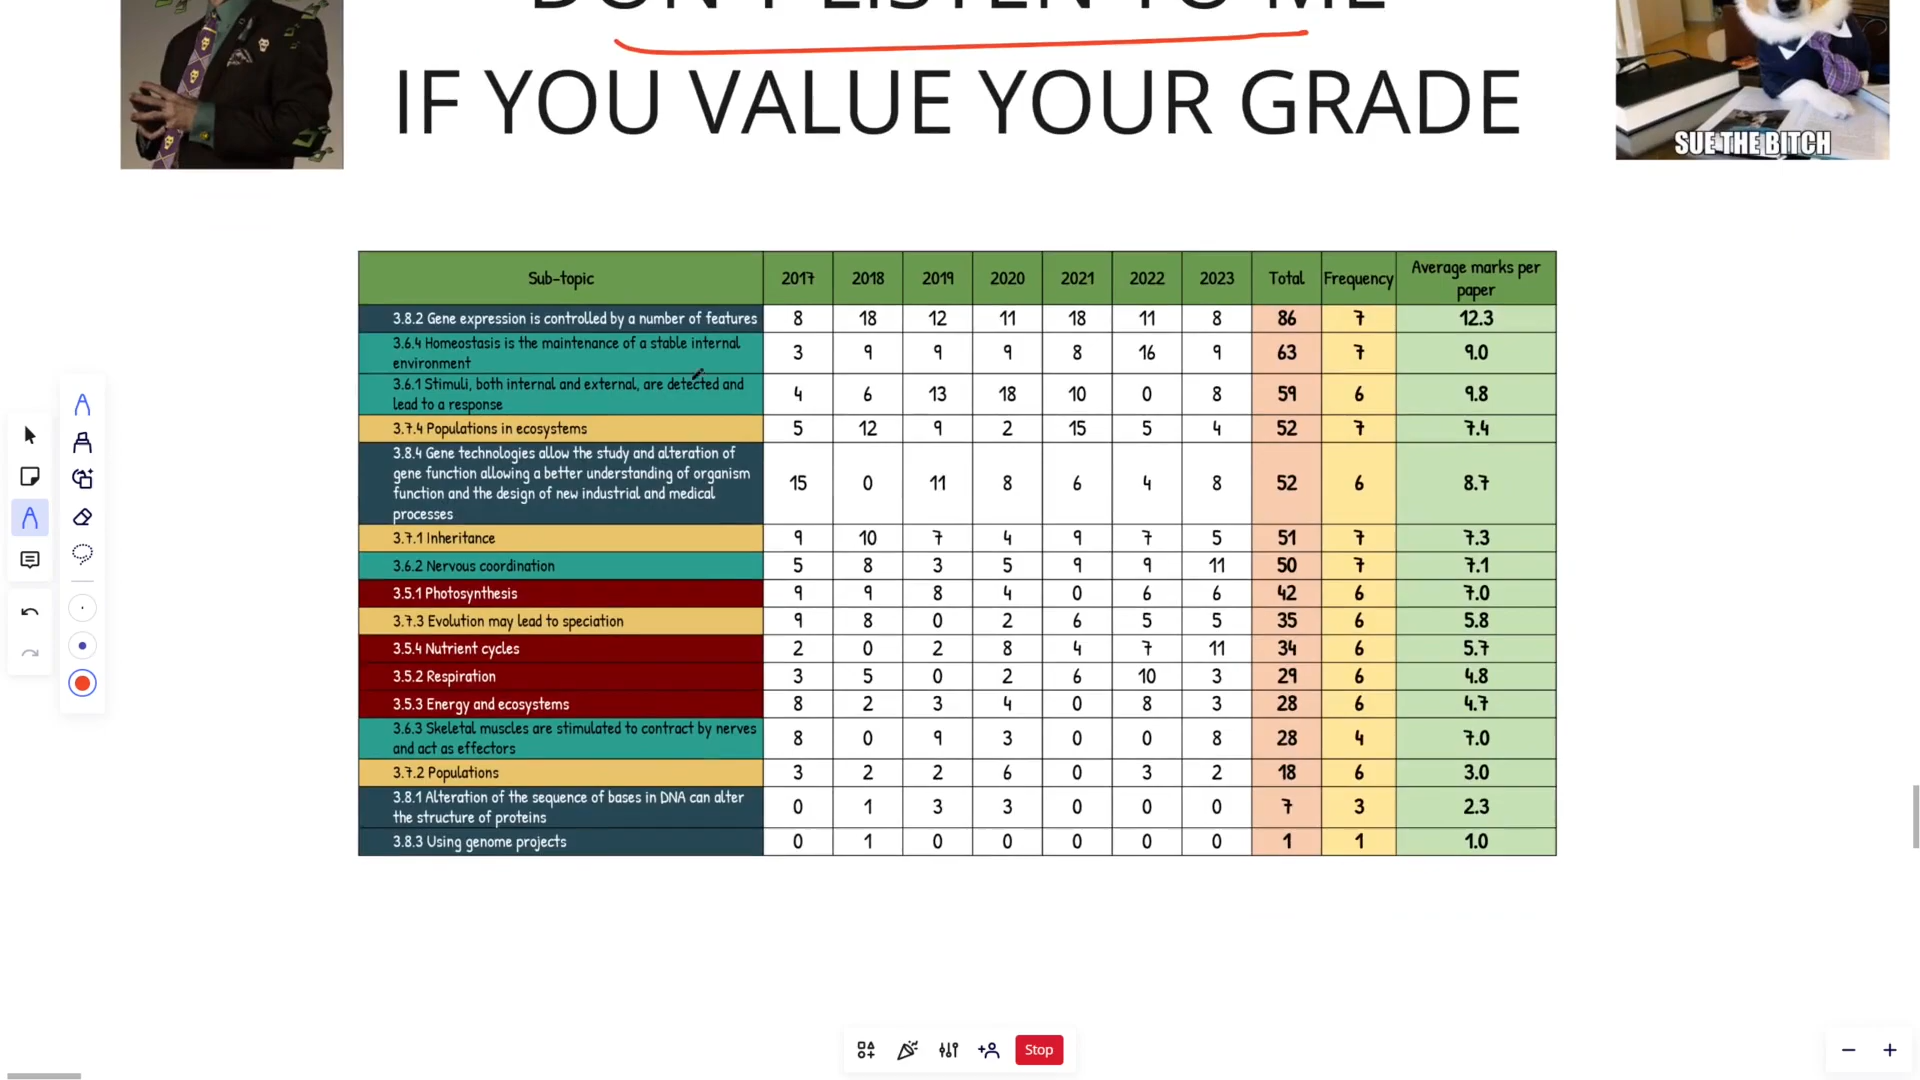 DON'T LISTEN TO ME
IF YOU VALUE YOUR GRADE
SUE THE BITCH
Sub-topic 2017 2018 2019 2020 2021 2022 2023 Total Frequency Average marks per
paper
3.8.2 Gene expression is controlled by a number of features 8 18 12 11 18 11 8 86 7 12.3
3.6.4 Homeostasis is the maintenance of a stable internal
environment 3 9 9 9 8 16 9 63 7 9.0
3.6.1 Stimuli, both internal and external, are detected and
lead to a response 4 6 13 18 10 0 8 59 6 9.8
3.7.4 Populations in ecosystems 5 12 9 2 15 5 4 52 7 7.4
3.8.4 Gene technologies allow the study and alteration of
gene function allowing a better understanding of organism
function and the design of new industrial and medical
processes 15 0 11 8 6 4 8 52 6 8.7
3.7.1 Inheritance 9 10 7 4 9 7 5 51 7 7.3
3.6.2 Nervous coordination 5 8 3 5 9 9 11 50 7 7.1
3.5.1 Photosynthesis 9 9 8 4 0 6 6 42 6 7.0
3.7.3 Evolution may lead to speciation 9 8 0 2 6 5 5 35 6 5.8
3.5.4 Nutrient cycles 2 0 2 8 4 7 11 34 6 5.7
3.5.2 Respiration 3 5 0 2 6 10 3 29 6 4.8
3.5.3 Energy and ecosystems 8 2 3 4 0 8 3 28 6 4.7
3.6.3 Skeletal muscles are stimulated to contract by nerves
and act as effectors 8 0 9 3 0 0 8 28 4 7.0
3.7.2 Populations 3 2 2 6 0 3 2 18 6 3.0
3.8.1 Alteration of the sequence of bases in DNA can alter
the structure of proteins 0 1 3 3 0 0 0 7 3 2.3
3.8.3 Using genome projects 0 1 0 0 0 0 0 1 1 1.0
Stop